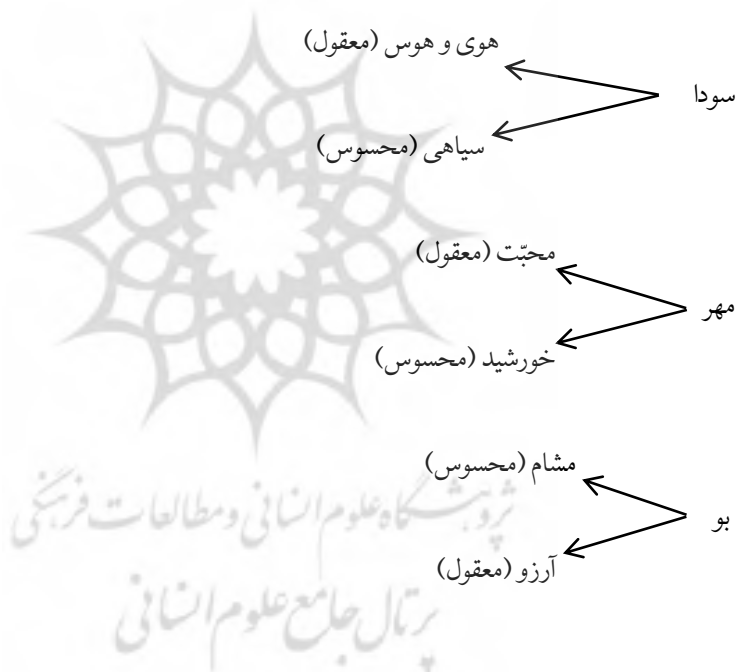 هوی و هوس (معقول)
سودا
سیاهی (محسوس)
محبّت (معقول)
مهر
خورشید (محسوس)
مشام (محسوس)
بو
آرزو (معقول)
پژوهشگاه علوم انسانی و مطالعات فرهنگی
پرتال جامع علوم انسانی